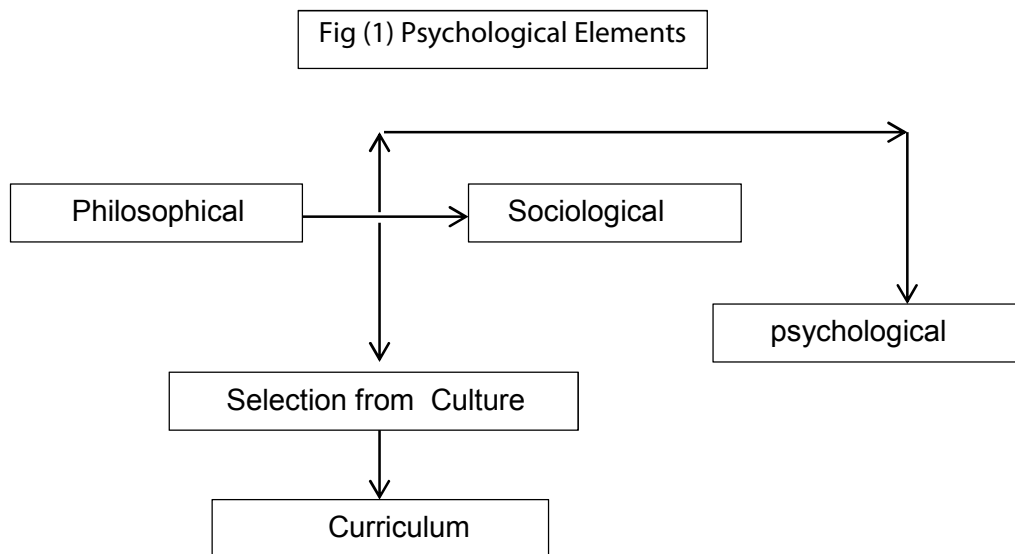 Fig (1) Psychological Elements
Philosophical
Sociological
psychological
Selection from Culture
Curriculum